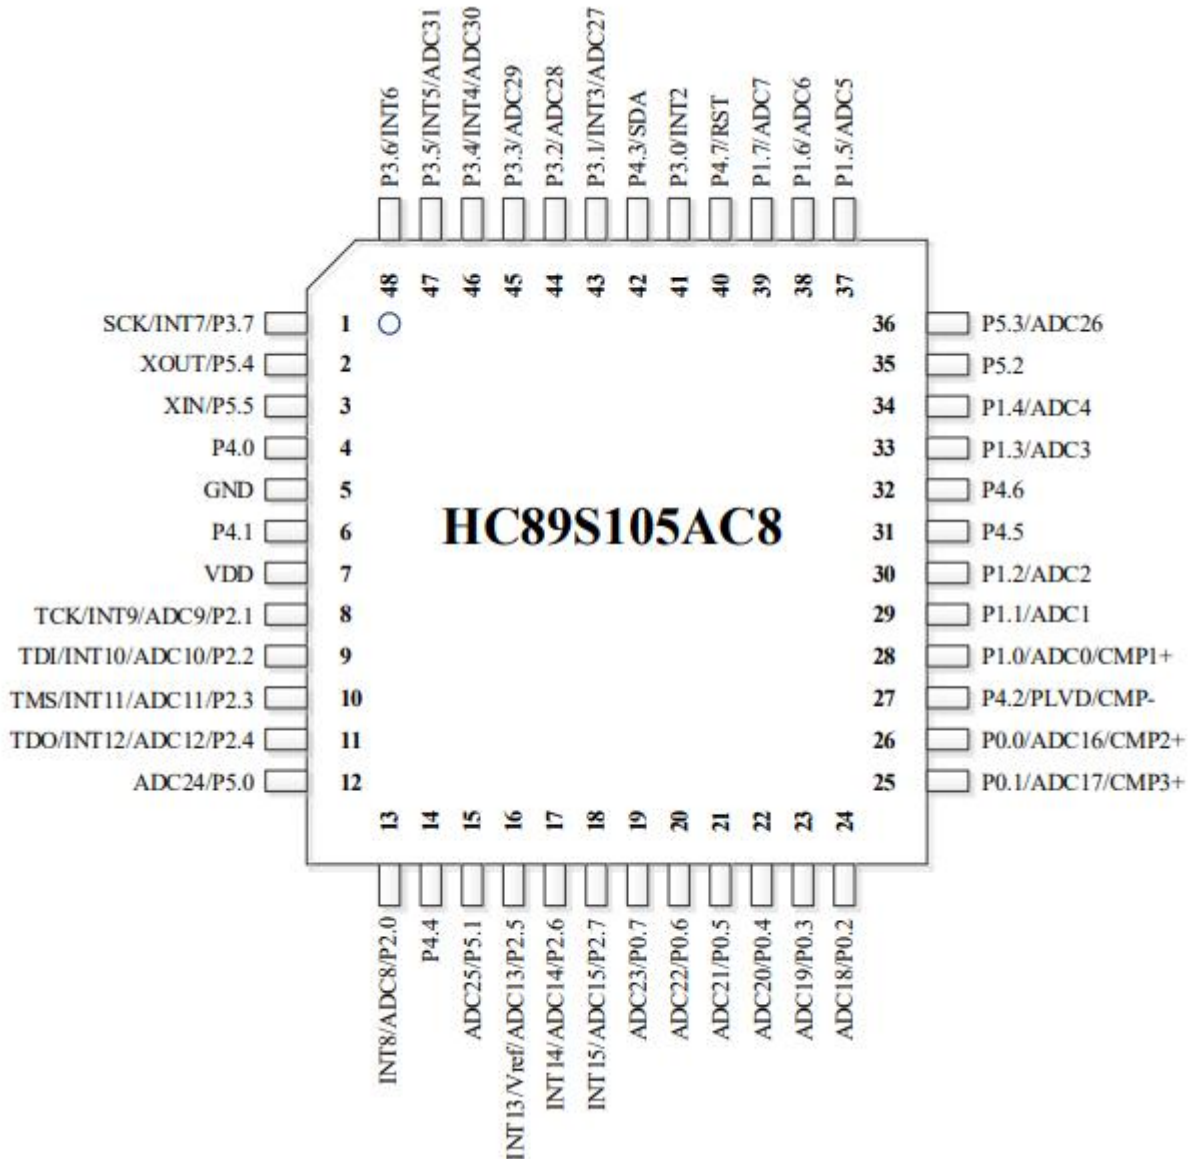 P3.6/INT6
P3.5/INT5/ADC31
P3.4/INT4/ADC30
P3.3/ADC29
P3.2/ADC28
P3.1/INT3/ADC27
P4.3/SDA
P3.0/INT2
P4.7/RST
P1.7/ADC7
P1.6/ADC6
P1.5/ADC5
48 47 46 45 44 43 42 41 40 39 38 37
SCK/INT7/P3.7 1 36 P5.3/ADC26
XOUT/P5.4 2 35 P5.2
XIN/P5.5 3 34 P1.4/ADC4
P4.0 4 33 P1.3/ADC3
GND 5 32 P4.6
HC89S105AC8
P4.1 6 31 P4.5
VDD 7 30 P1.2/ADC2
TCK/INT9/ADC9/P2.1 8 29 P1.1/ADC1
TDI/INT10/ADC10/P2.2 9 28 P1.0/ADC0/CMP1+
TMS/INT11/ADC11/P2.3 10 27 P4.2/PLVD/CMP-
TDO/INT12/ADC12/P2.4 11 26 P0.0/ADC16/CMP2+
ADC24/P5.0 12 25 P0.1/ADC17/CMP3+
13 14 15 16 17 18 19 20 21 22 23 24
INT8/ADC8/P2.0
P4.4
ADC25/P5.1
INT13/Vref/ADC13/P2.5
INT14/ADC14/P2.6
INT15/ADC15/P2.7
ADC23/P0.7
ADC22/P0.6
ADC21/P0.5
ADC20/P0.4
ADC19/P0.3
ADC18/P0.2